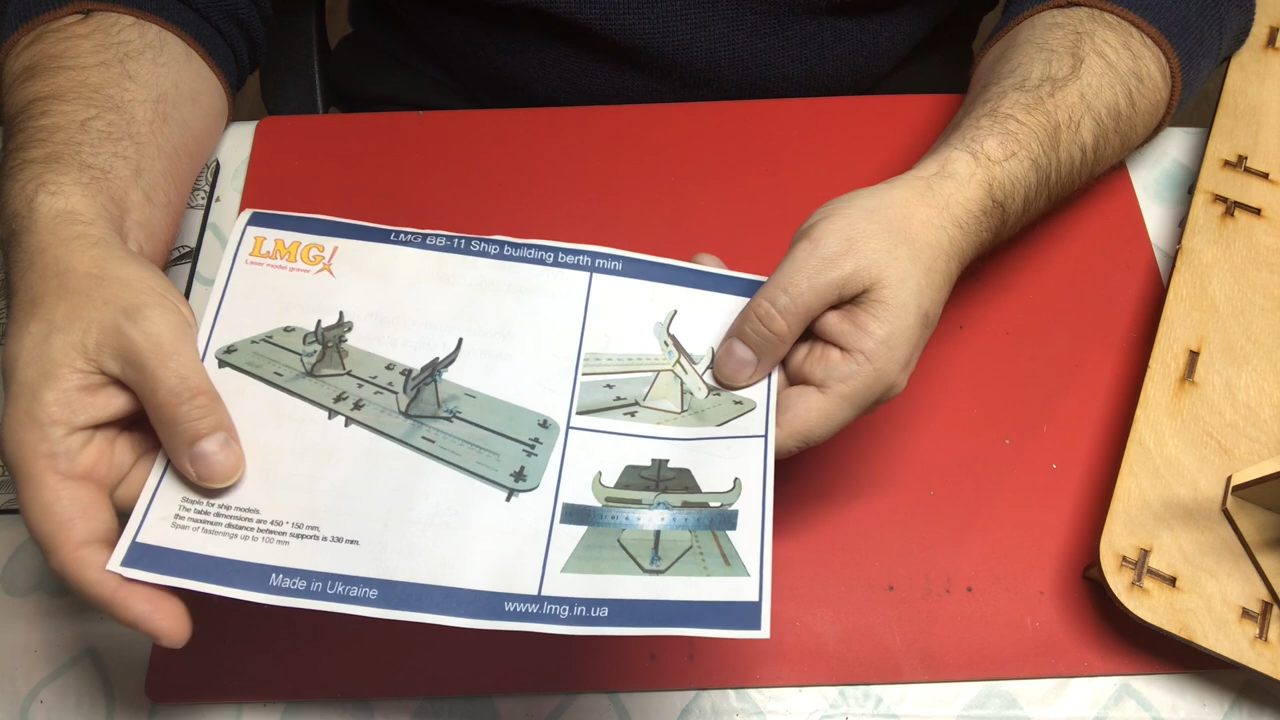 LMG BB-11 Ship building berth mini
LMG
Laser model graver
Staple for ship models.
The table dimensions are 450 * 150 mm,
the maximum distance between supports is 330 mm.
Span of fastenings up to 100 mm
Made in Ukraine
www.lmg.in.ua